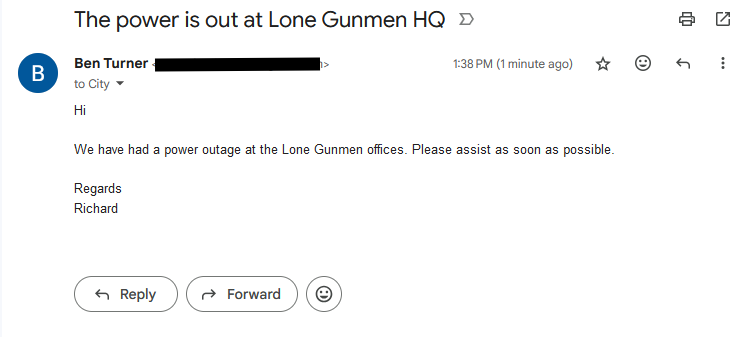 The power is out at Lone Gunmen HQ
B
Ben Turner
1:38 PM (1 minute ago)
to City
Hi
We have had a power outage at the Lone Gunmen offices. Please assist as soon as possible.
Regards
Richard
Reply
Forward